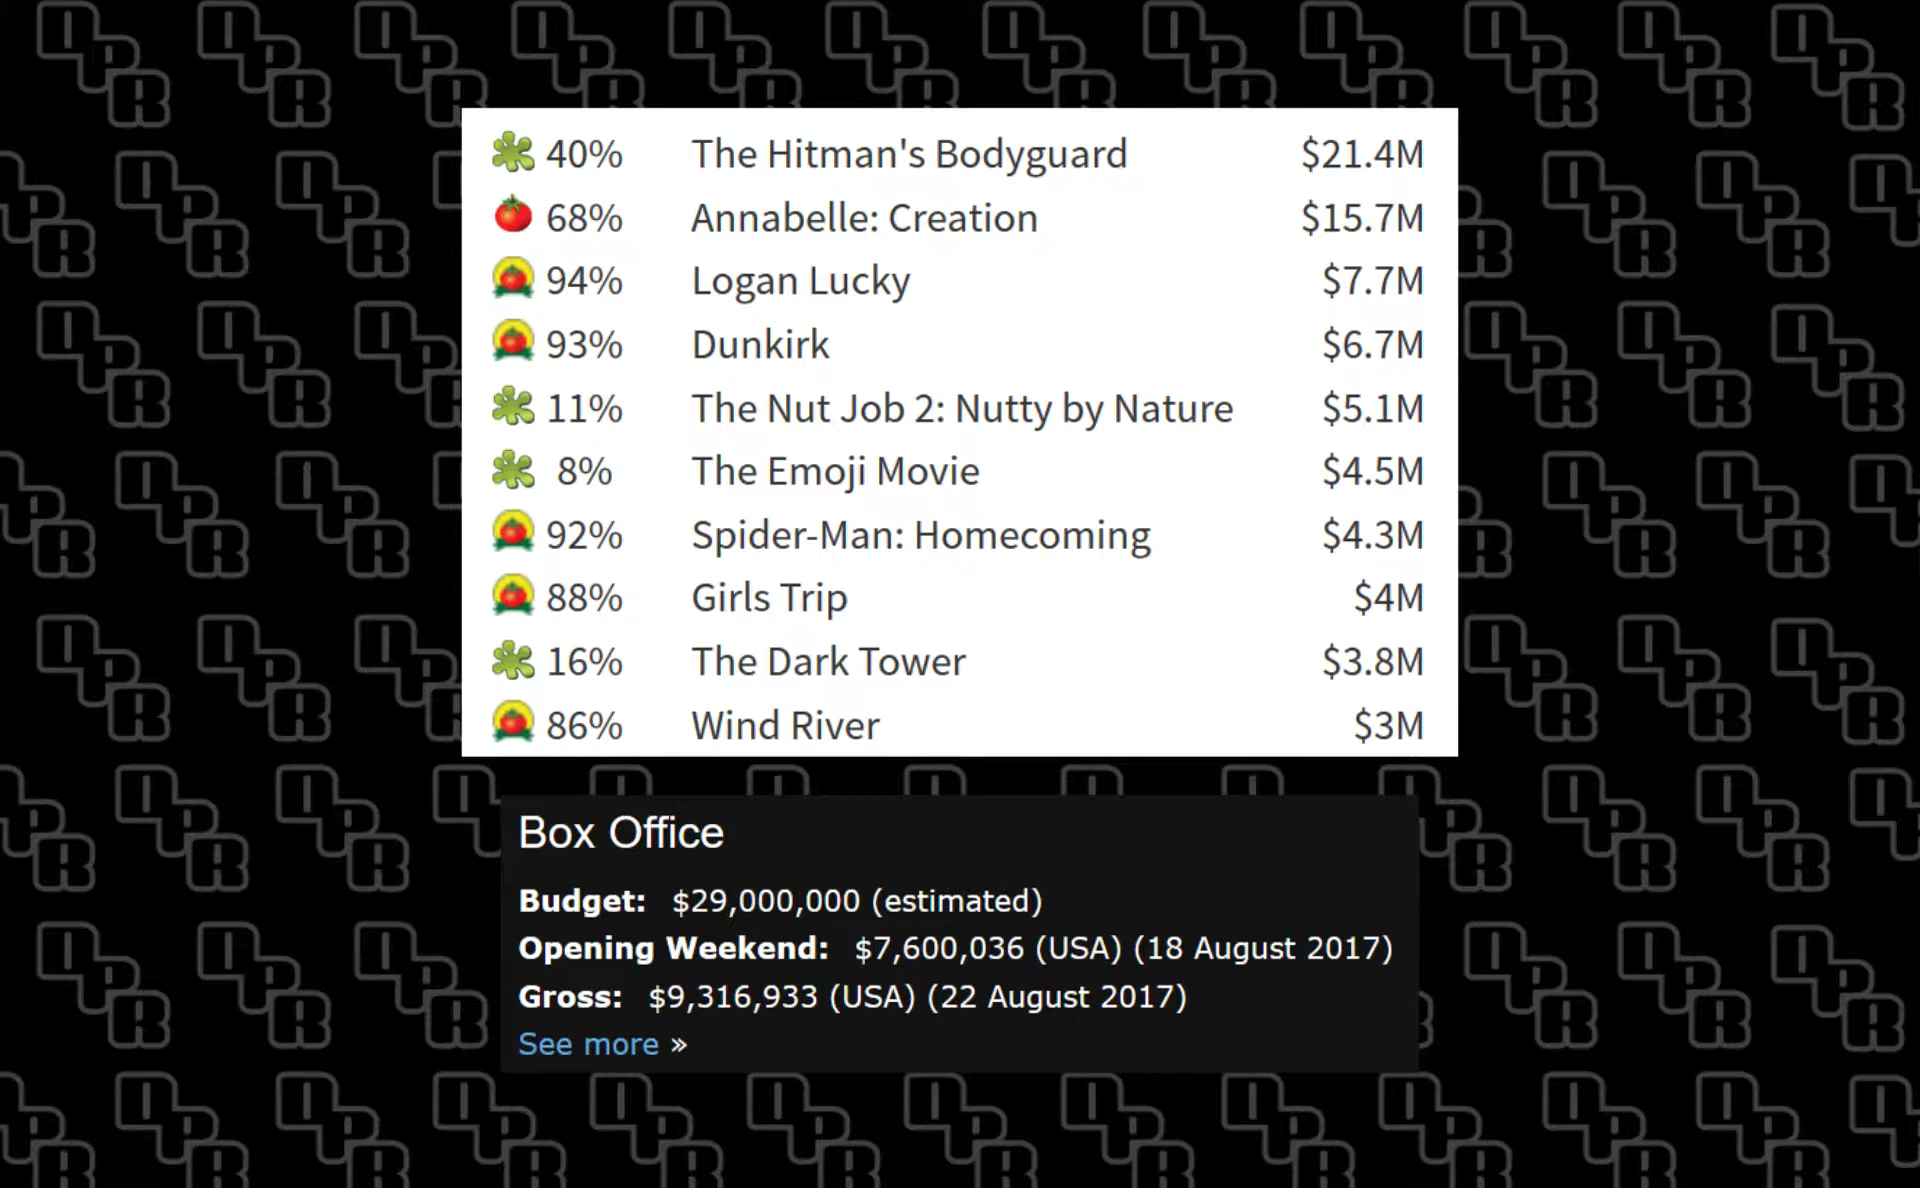 40% The Hitman's Bodyguard $21.4M
68% Annabelle: Creation $15.7M
94% Logan Lucky $7.7M
93% Dunkirk $6.7M
11% The Nut Job 2: Nutty by Nature $5.1M
8% The Emoji Movie $4.5M
92% Spider-Man: Homecoming $4.3M
88% Girls Trip $4M
16% The Dark Tower $3.8M
86% Wind River $3M
Box Office
Budget: $29,000,000 (estimated)
Opening Weekend: $7,600,036 (USA) (18 August 2017)
Gross: $9,316,933 (USA) (22 August 2017)
See more »